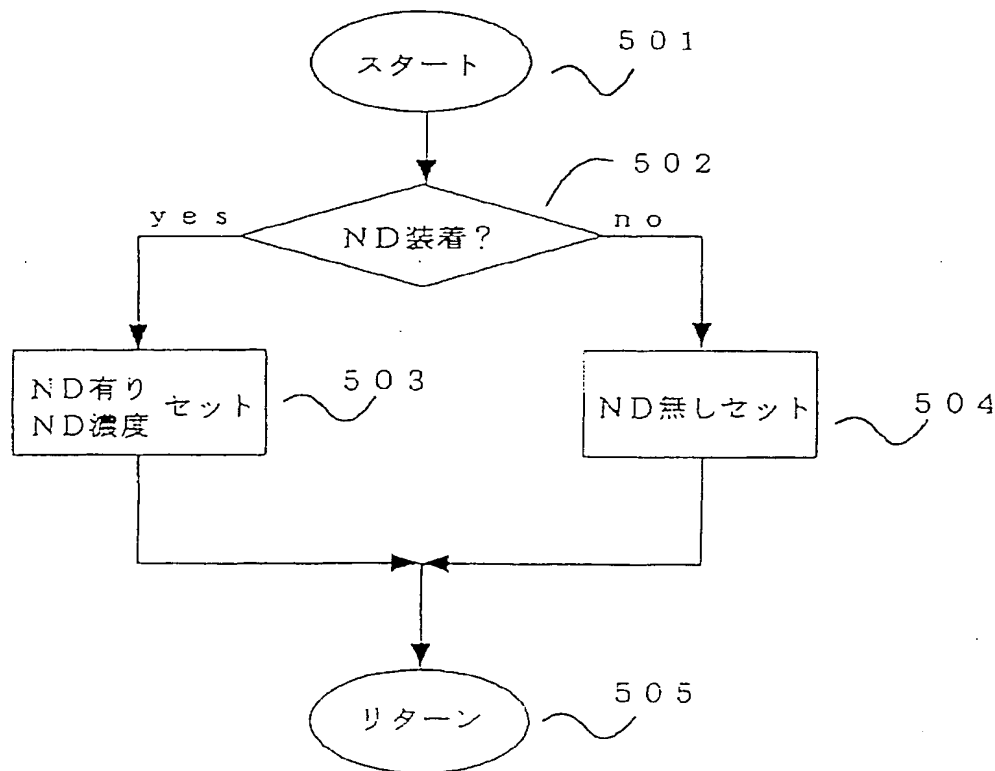 スタート
501
502
yes
ND装着?
no
ND有り
ND濃度
セット
503
ND無しセット
504
リターン
505